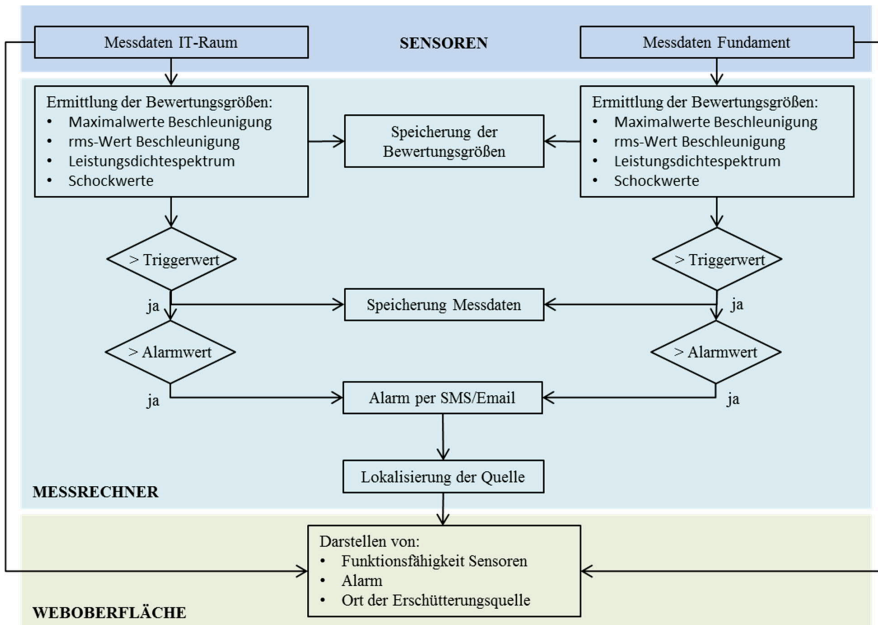 Messdaten IT-Raum
SENSOREN
Messdaten Fundament
Ermittlung der Bewertungsgrößen:
• Maximalwerte Beschleunigung
• rms-Wert Beschleunigung
• Leistungsdichtespektrum
• Schockwerte
Speicherung der
Bewertungsgrößen
Ermittlung der Bewertungsgrößen:
• Maximalwerte Beschleunigung
• rms-Wert Beschleunigung
• Leistungsdichtespektrum
• Schockwerte
> Triggerwert
> Triggerwert
ja
Speicherung Messdaten
ja
> Alarmwert
> Alarmwert
ja
Alarm per SMS/Email
ja
Lokalisierung der Quelle
MESSRECHNER
Darstellen von:
• Funktionsfähigkeit Sensoren
• Alarm
• Ort der Erschütterungsquelle
WEBOBERFLÄCHE